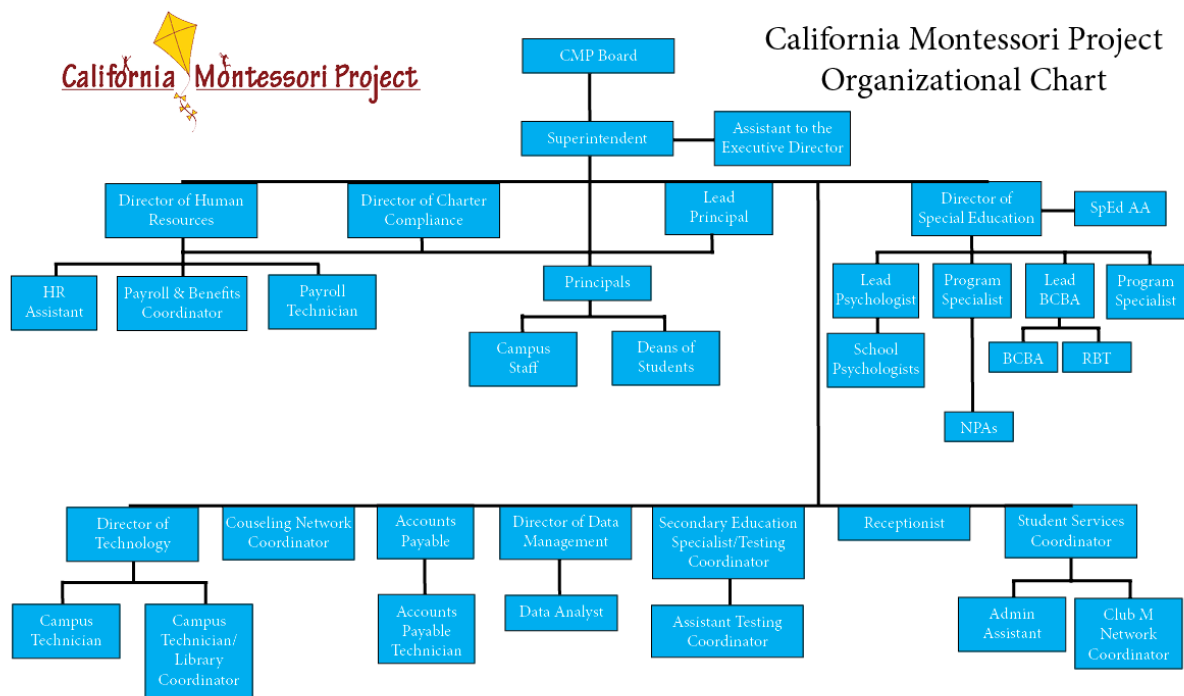 California Montessori Project
California Montessori Project
Organizational Chart
CMP Board
Superintendent
Assistant to the
Executive Director
Director of Human
Resources
Director of Charter
Compliance
Lead
Principal
Director of
Special Education
SpEd AA
HR
Assistant
Payroll & Benefits
Coordinator
Payroll
Technician
Principals
Campus
Staff
Deans of
Students
Lead
Psychologist
Program
Specialist
Lead
BCBA
Program
Specialist
School
Psychologists
BCBA
RBT
NPAs
Director of
Technology
Couseling Network
Coordinator
Accounts
Payable
Director of Data
Management
Secondary Education
Specialist/Testing
Coordinator
Receptionist
Student Services
Coordinator
Campus
Technician
Campus
Technician/
Library
Coordinator
Accounts
Payable
Technician
Data Analyst
Assistant Testing
Coordinator
Admin
Assistant
Club M
Network
Coordinator